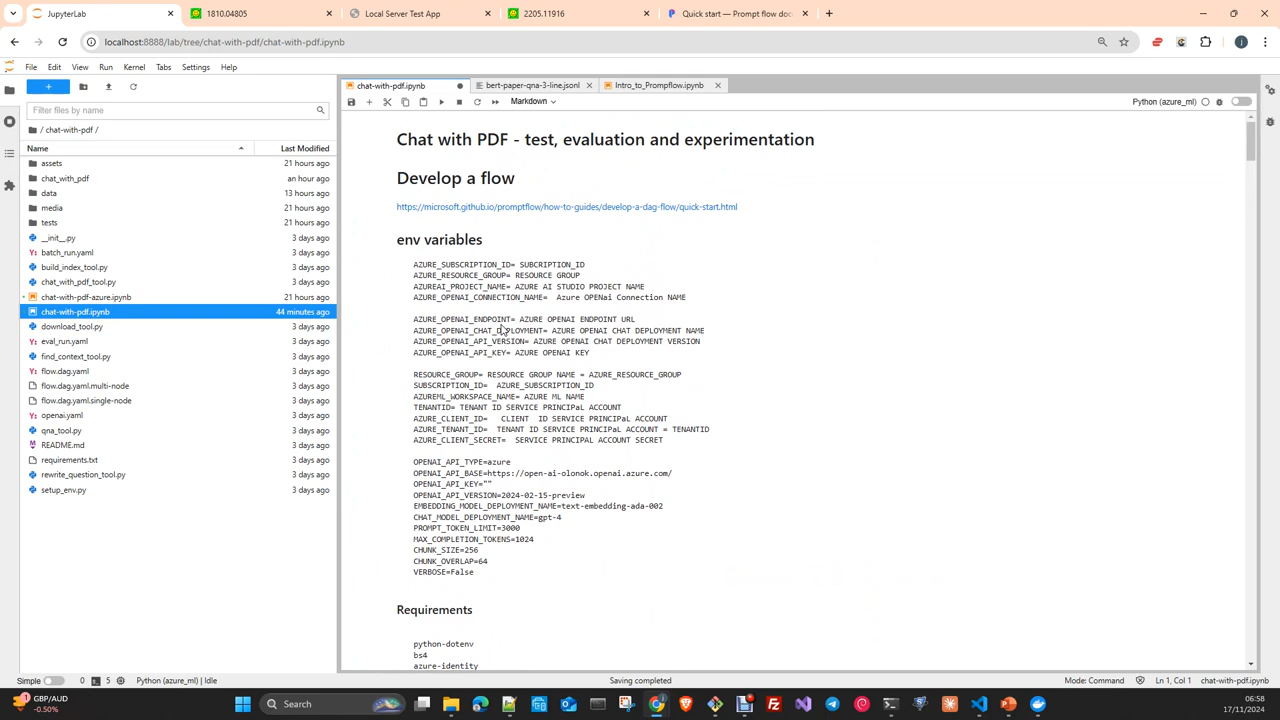 JupyterLab
1810.04805
Local Server Test App
2205.11916
Quick start — Prompt flow doc
localhost:8888/lab/tree/chat-with-pdf/chat-with-pdf.ipynb
File Edit View Run Kernel Tabs Settings Help
chat-with-pdf.ipynb
bert-paper-qna-3-line.jsonl
Intro_to_Prompflow.ipynb
Markdown
Python (azure_ml)
Filter files by name
/ chat-with-pdf /
Name Last Modified
assets 21 hours ago
chat_with_pdf an hour ago
data 13 hours ago
media 21 hours ago
tests 21 hours ago
__init__.py 3 days ago
batch_run.yaml 3 days ago
build_index_tool.py 3 days ago
chat_with_pdf_tool.py 3 days ago
chat-with-pdf-azure.ipynb 21 hours ago
chat-with-pdf.ipynb 44 minutes ago
download_tool.py 3 days ago
eval_run.yaml 3 days ago
find_context_tool.py 3 days ago
flow.dag.yaml 3 days ago
flow.dag.yaml.multi-node 3 days ago
flow.dag.yaml.single-node 3 days ago
openai.yaml 3 days ago
qna_tool.py 3 days ago
README.md 3 days ago
requirements.txt 3 days ago
rewrite_question_tool.py 3 days ago
setup_env.py 3 days ago
Chat with PDF - test, evaluation and experimentation
Develop a flow
https://microsoft.github.io/promptflow/how-to-guides/develop-a-dag-flow/quick-start.html
env variables
AZURE_SUBSCRIPTION_ID= SUBCRIPTION_ID
AZURE_RESOURCE_GROUP= RESOURCE GROUP
AZUREAI_PROJECT_NAME= AZURE AI STUDIO PROJECT NAME
AZURE_OPENAI_CONNECTION_NAME=  Azure OPENai Connection NAME
AZURE_OPENAI_ENDPOINT= AZURE OPENAI ENDPOINT URL
AZURE_OPENAI_CHAT_DEPLOYMENT= AZURE OPENAI CHAT DEPLOYMENT NAME
AZURE_OPENAI_API_VERSION= AZURE OPENAI CHAT DEPLOYMENT VERSION
AZURE_OPENAI_API_KEY= AZURE OPENAI KEY
RESOURCE_GROUP= RESOURCE GROUP NAME = AZURE_RESOURCE_GROUP
SUBSCRIPTION_ID=  AZURE_SUBSCRIPTION_ID
AZUREML_WORKSPACE_NAME= AZURE ML NAME
TENANTID= TENANT ID SERVICE PRINCIPaL ACCOUNT
AZURE_CLIENT_ID=   CLIENT  ID SERVICE PRINCIPaL ACCOUNT
AZURE_TENANT_ID=  TENANT ID SERVICE PRINCIPaL ACCOUNT = TENANTID
AZURE_CLIENT_SECRET=  SERVICE PRINCIPAL ACCOUNT SECRET
OPENAI_API_TYPE=azure
OPENAI_API_BASE=https://open-ai-olonok.openai.azure.com/
OPENAI_API_KEY=""
OPENAI_API_VERSION=2024-02-15-preview
EMBEDDING_MODEL_DEPLOYMENT_NAME=text-embedding-ada-002
CHAT_MODEL_DEPLOYMENT_NAME=gpt-4
PROMPT_TOKEN_LIMIT=3000
MAX_COMPLETION_TOKENS=1024
CHUNK_SIZE=256
CHUNK_OVERLAP=64
VERBOSE=False
Requirements
python-dotenv
bs4
azure-identity
Simple 0 5 Python (azure_ml) | Idle
Saving completed
Mode: Command Ln 1, Col 1 chat-with-pdf.ipynb
GBP/AUD
-0.50%
Search
06:58
17/11/2024